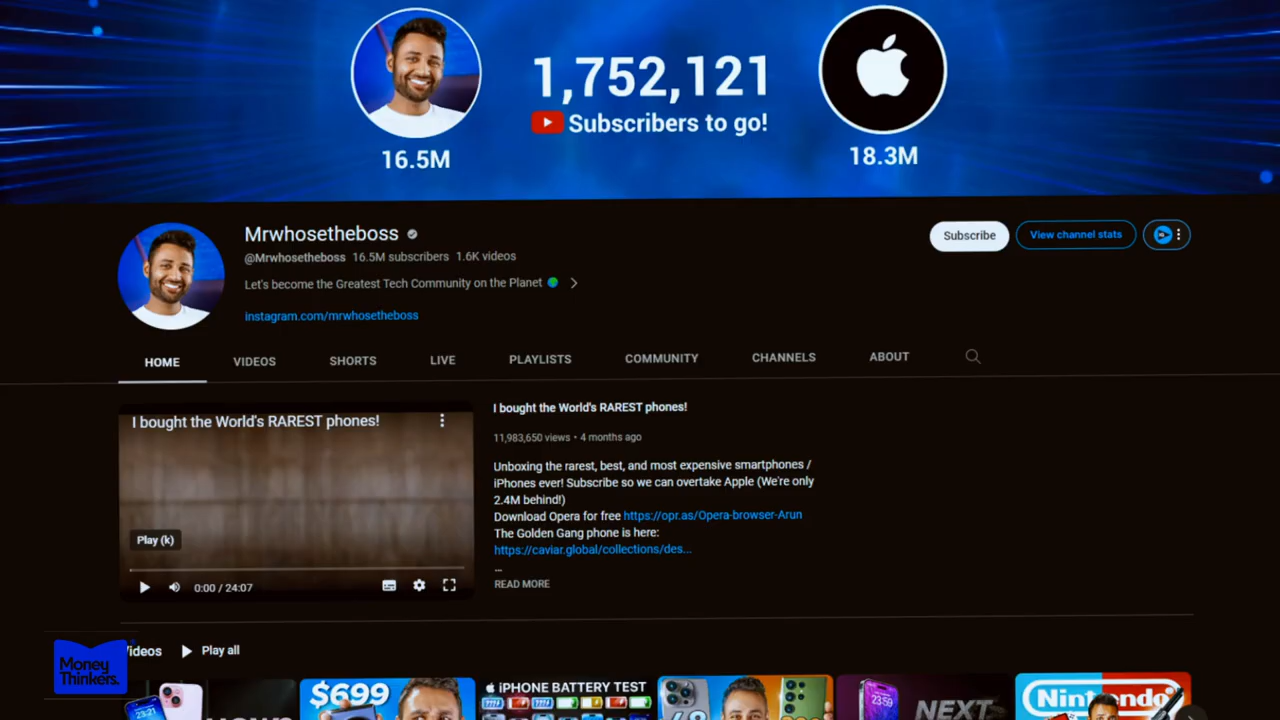 1,752,121
Subscribers to go!
16.5M
18.3M
Mrwhosetheboss
@Mrwhosetheboss 16.5M subscribers 1.6K videos
Let's become the Greatest Tech Community on the Planet
instagram.com/mrwhosetheboss
Subscribe
View channel stats
HOME VIDEOS SHORTS LIVE PLAYLISTS COMMUNITY CHANNELS ABOUT
I bought the World's RAREST phones!
Play (k)
0:00 / 24:07
I bought the World's RAREST phones!
11,983,650 views • 4 months ago
Unboxing the rarest, best, and most expensive smartphones /
iPhones ever! Subscribe so we can overtake Apple (We're only
2.4M behind!)
Download Opera for free https://opr.as/Opera-browser-Arun
The Golden Gang phone is here:
https://caviar.global/collections/des...
...
READ MORE
Videos Play all
Money
Thinkers.
23:21
$699
iPHONE BATTERY TEST
23:59
NEXT
Nintendo